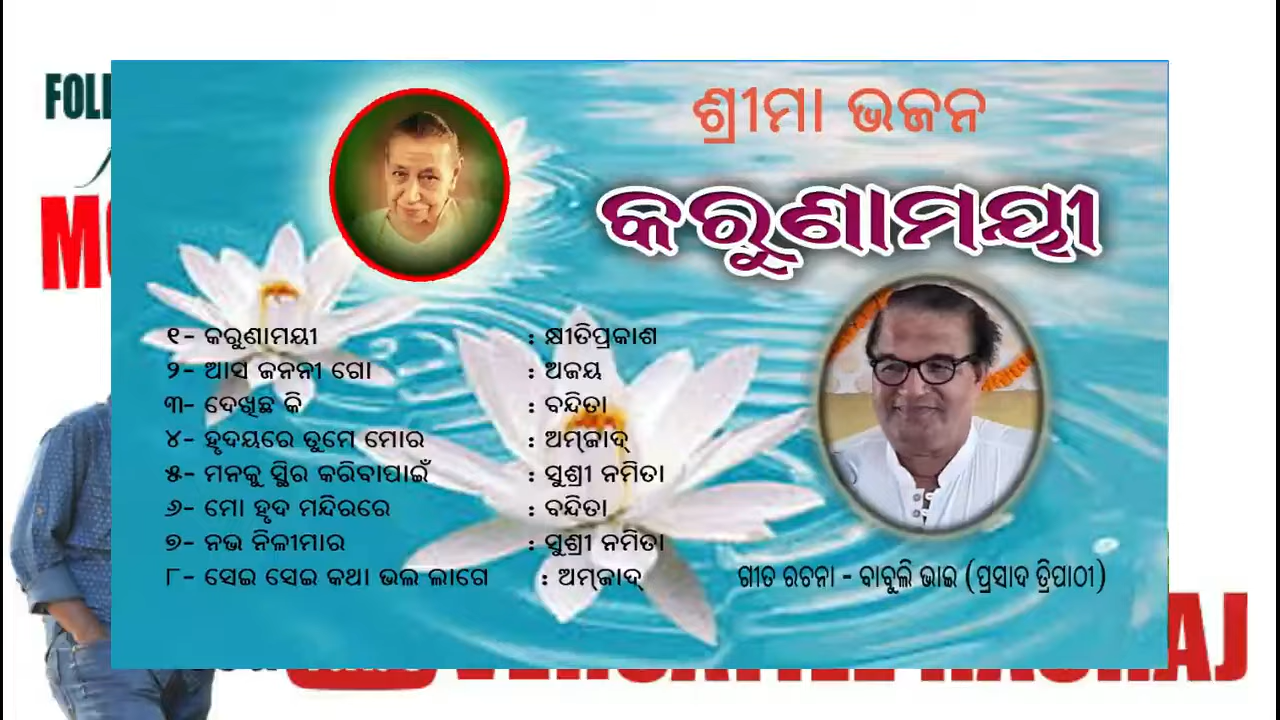 FOLL
ଶ୍ରୀମା ଭଜନ
କରୁଣାମୟୀ
୧- କରୁଣାମୟୀ : କ୍ଷୀତିପ୍ରକାଶ
୨- ଆସ ଜନନୀ ଗୋ : ଅଜୟ
୩- ଦେଖିଛ କି : ବନ୍ଦିତା
୪- ହୃଦୟରେ ତୁମେ ମୋର : ଅମ୍‌ଜାଦ୍
୫- ମନକୁ ସ୍ଥିର କରିବାପାଇଁ : ସୁଶ୍ରୀ ନମିତା
୬- ମୋ ହୃଦ ମନ୍ଦିରରେ : ବନ୍ଦିତା
୭- ନଭ ନିଳୀମାର : ସୁଶ୍ରୀ ନମିତା
୮- ସେଇ ସେଇ କଥା ଭଲ ଲାଗେ : ଅମ୍‌ଜାଦ୍
ଗୀତ ରଚନା - ବାବୁଲି ଭାଇ (ପ୍ରସାଦ ତ୍ରିପାଠୀ)